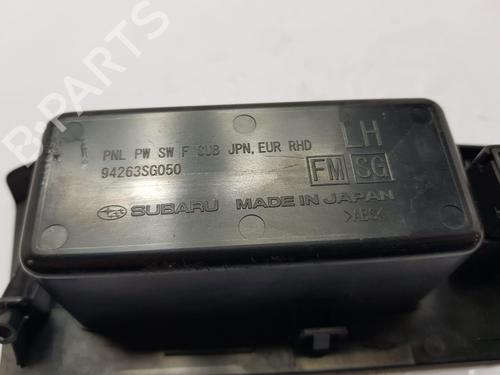 B-PARTS
PNL PW SW F SUB JPN, EUR RHD
LH
94263SG050
FM SG
SUBARU MADE IN JAPAN
>ABS<